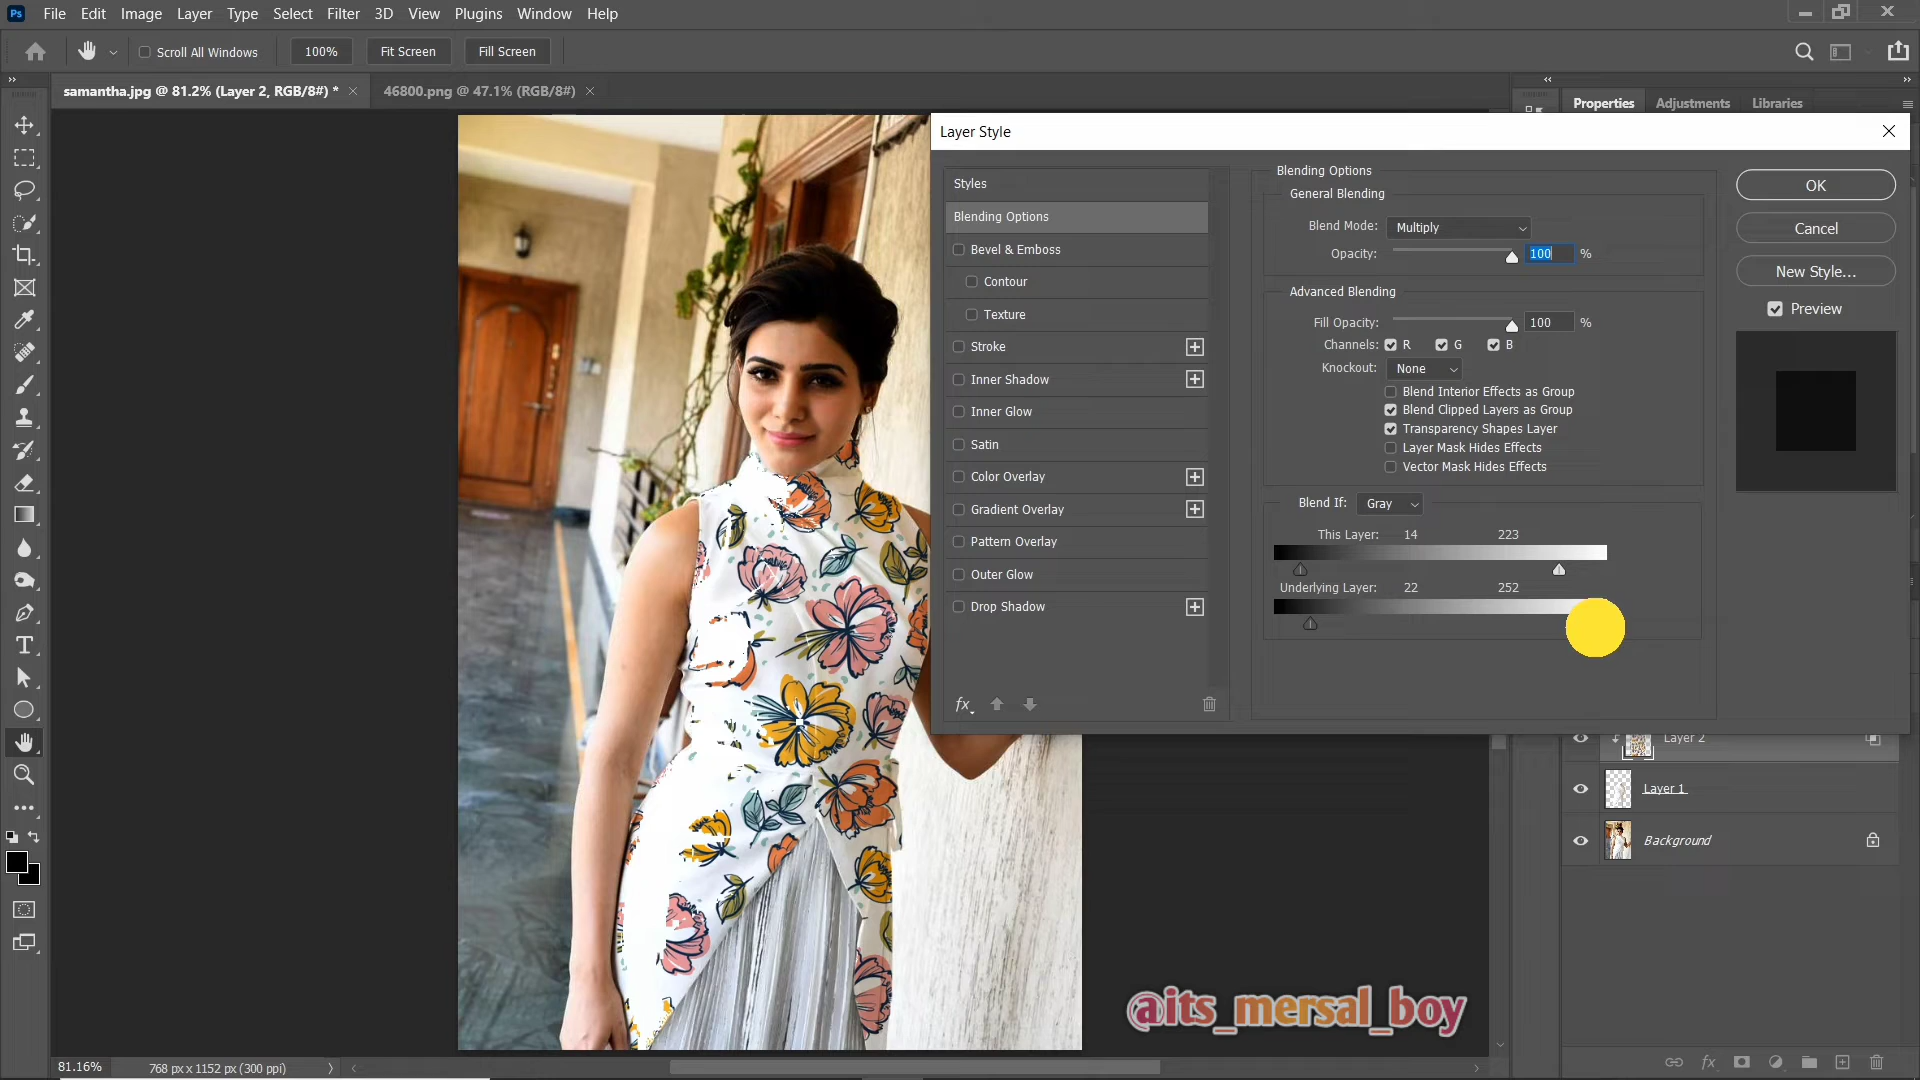 Ps File Edit Image Layer Type Select Filter 3D View Plugins Window Help
Scroll All Windows 100% Fit Screen Fill Screen
samantha.jpg @ 81.2% (Layer 2, RGB/8#) * 46800.png @ 47.1% (RGB/8#)
Properties Adjustments Libraries
Layer Style
Styles
Blending Options
Bevel & Emboss
Contour
Texture
Stroke
Inner Shadow
Inner Glow
Satin
Color Overlay
Gradient Overlay
Pattern Overlay
Outer Glow
Drop Shadow
fx
Blending Options
General Blending
Blend Mode: Multiply
Opacity: 100 %
Advanced Blending
Fill Opacity: 100 %
Channels: R G B
Knockout: None
Blend Interior Effects as Group
Blend Clipped Layers as Group
Transparency Shapes Layer
Layer Mask Hides Effects
Vector Mask Hides Effects
Blend If: Gray
This Layer: 14 223
Underlying Layer: 22 252
OK
Cancel
New Style...
Preview
Layer 2
Layer 1
Background
@its_mersal_boy
81.16% 768 px x 1152 px (300 ppi)
fx